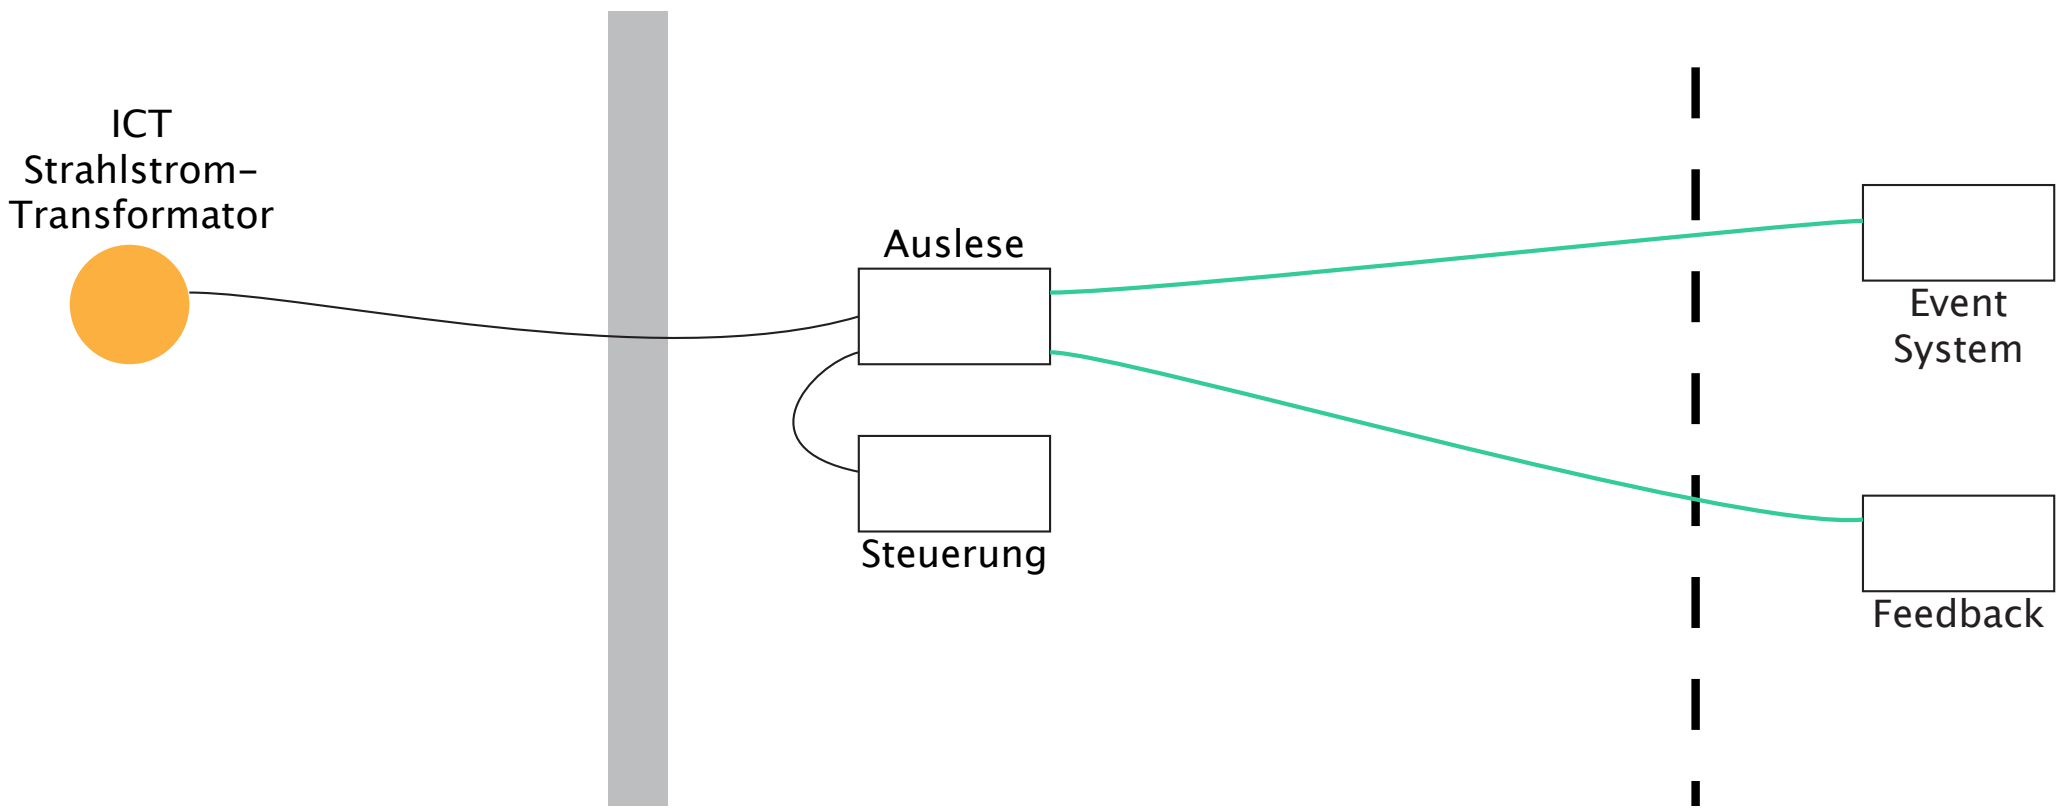 ICT
Strahlstrom-
Transformator
Auslese
Steuerung
Event
System
Feedback